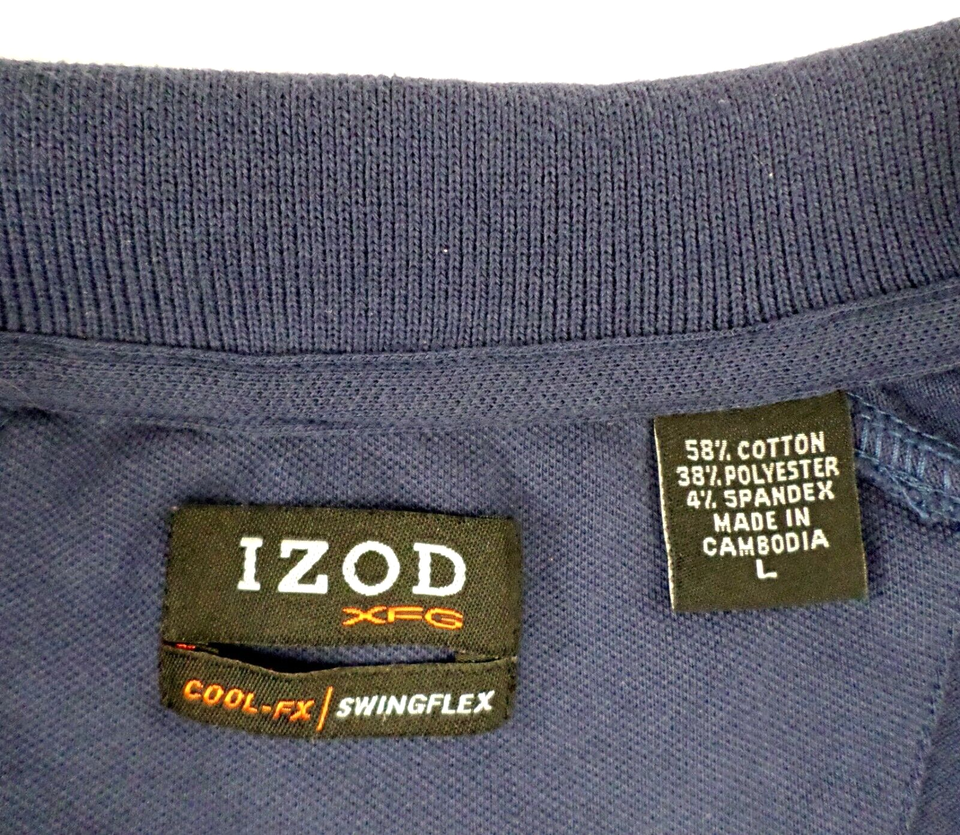 IZOD
XFG
COOL-FX | SWINGFLEX
58% COTTON
38% POLYESTER
4% SPANDEX
MADE IN
CAMBODIA
L